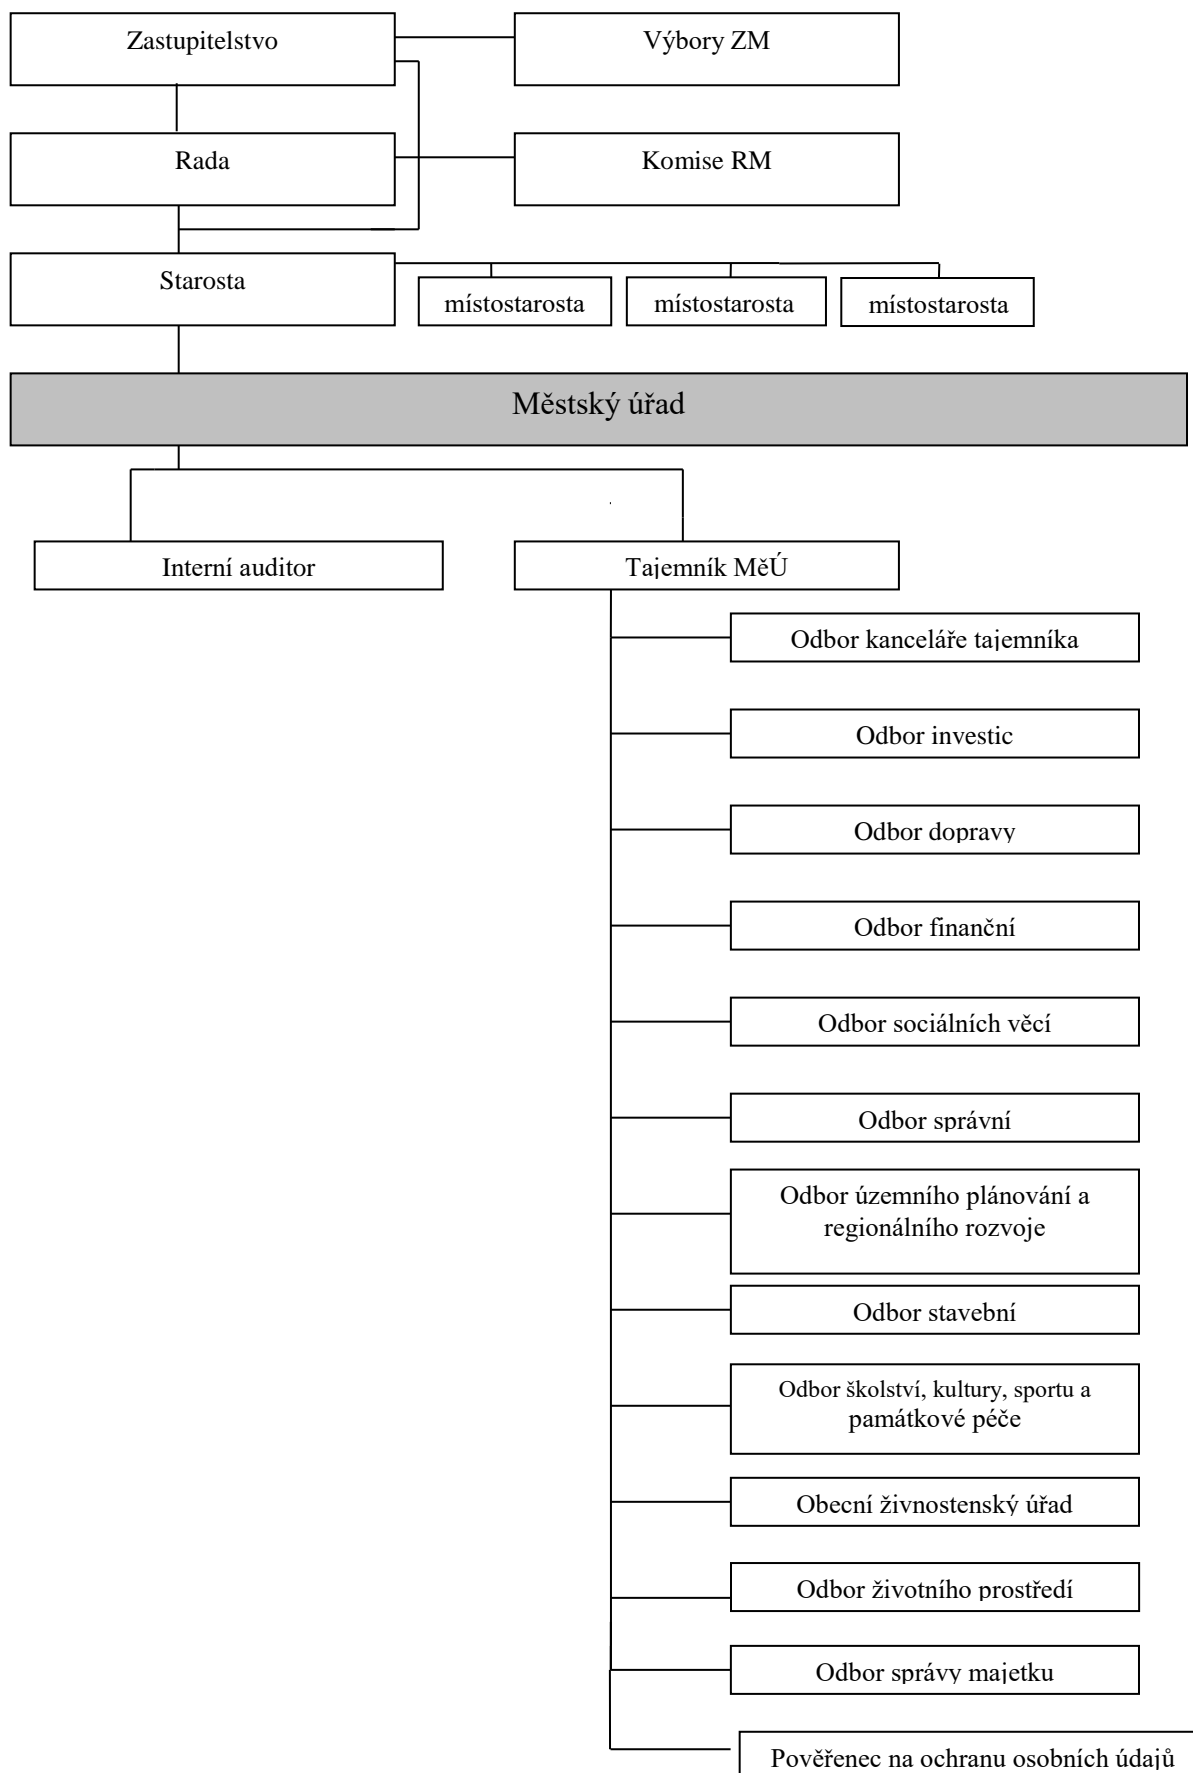 Zastupitelstvo
Výbory ZM
Rada
Komise RM
Starosta
místostarosta
místostarosta
místostarosta
Městský úřad
Interní auditor
Tajemník MěÚ
Odbor kanceláře tajemníka
Odbor investic
Odbor dopravy
Odbor finanční
Odbor sociálních věcí
Odbor správní
Odbor územního plánování a
regionálního rozvoje
Odbor stavební
Odbor školství, kultury, sportu a
památkové péče
Obecní živnostenský úřad
Odbor životního prostředí
Odbor správy majetku
Pověřenec na ochranu osobních údajů